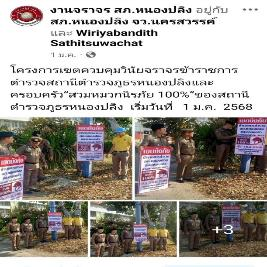 งานจราจร สภ.หนองปลิง อยู่กับ
สภ.หนองปลิง จว.นครสวรรค์
และ Wiriyabandith
Sathitsuwachat
1 ม.ค. ·
โครงการเขตควบคุมวินัยจราจรข้าราชการ
ตำรวจสถานีตำรวจภูธรหนองปลิงและ
ครอบครัว"สวมหมวกนิรภัย 100%"ของสถานี
ตำรวจภูธรหนองปลิง เริ่มวันที่ 1 ม.ค. 2568
+3